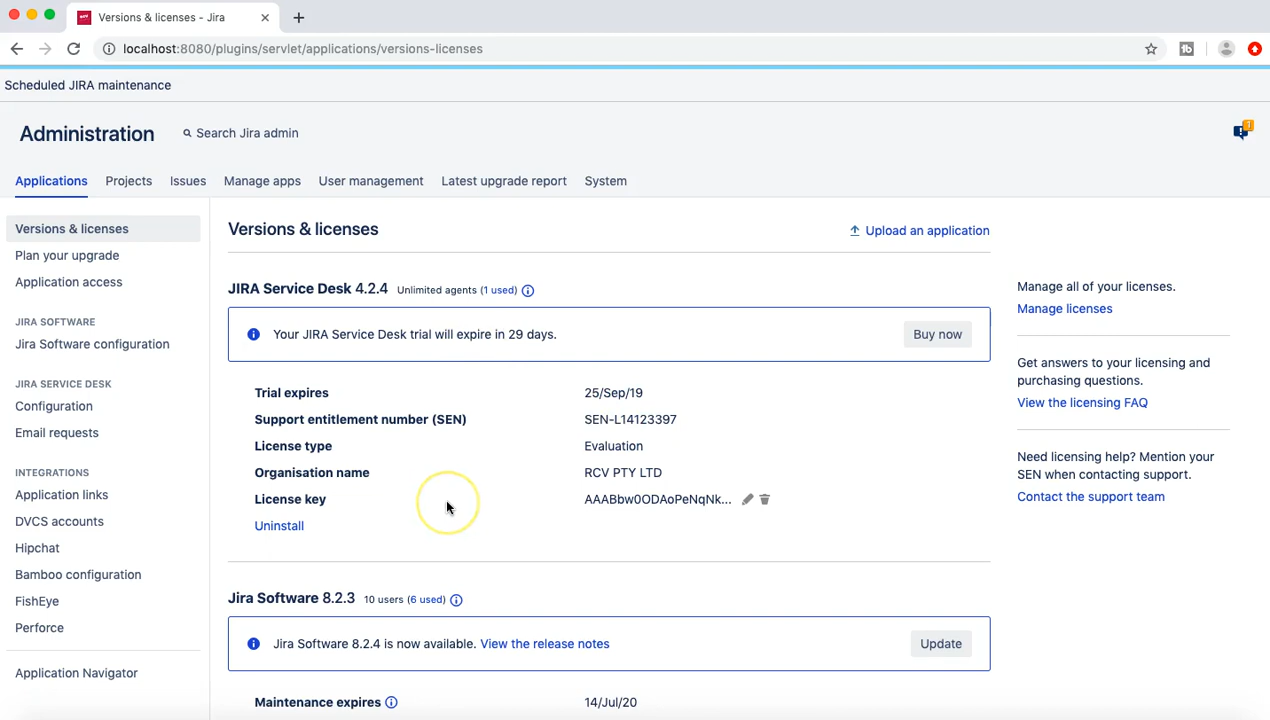 Versions & licenses - Jira
localhost:8080/plugins/servlet/applications/versions-licenses
Scheduled JIRA maintenance
Administration
Search Jira admin
Applications Projects Issues Manage apps User management Latest upgrade report System
Versions & licenses
Plan your upgrade
Application access
JIRA SOFTWARE
Jira Software configuration
JIRA SERVICE DESK
Configuration
Email requests
INTEGRATIONS
Application links
DVCS accounts
Hipchat
Bamboo configuration
FishEye
Perforce
Application Navigator
Versions & licenses
Upload an application
JIRA Service Desk 4.2.4 Unlimited agents (1 used)
Your JIRA Service Desk trial will expire in 29 days.
Buy now
Trial expires 25/Sep/19
Support entitlement number (SEN) SEN-L14123397
License type Evaluation
Organisation name RCV PTY LTD
License key AAABbw0ODAoPeNqNk...
Uninstall
Jira Software 8.2.3 10 users (6 used)
Jira Software 8.2.4 is now available. View the release notes
Update
Maintenance expires 14/Jul/20
Manage all of your licenses.
Manage licenses
Get answers to your licensing and
purchasing questions.
View the licensing FAQ
Need licensing help? Mention your
SEN when contacting support.
Contact the support team